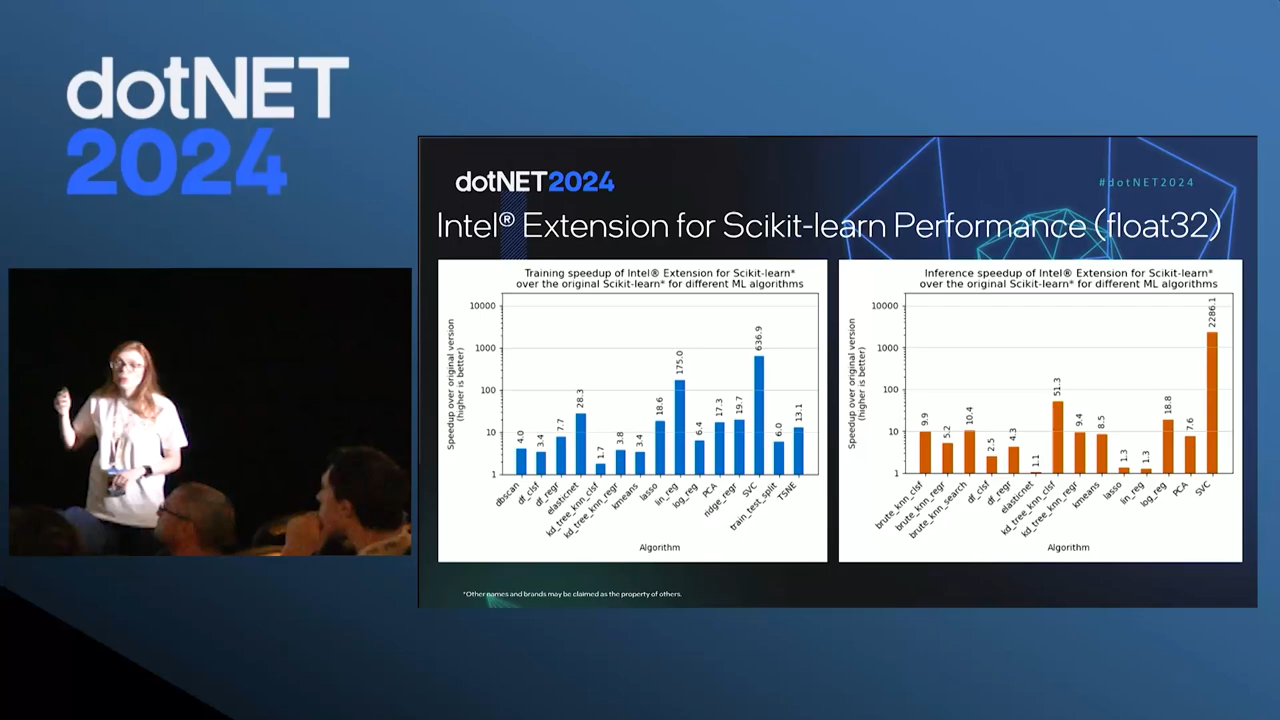 dotNET
2024
dotNET2024
#dotNET2024
Intel® Extension for Scikit-learn Performance (float32)
Training speedup of Intel® Extension for Scikit-learn*
over the original Scikit-learn* for different ML algorithms
Speedup over original version
(higher is better)
10000
1000
100
10
1
4.0
3.4
7.7
28.3
1.7
3.8
3.4
18.6
175.0
6.4
17.3
19.7
636.9
6.0
13.1
dbscan
df_clsf
df_regr
elasticnet
kd_tree_knn_clsf
kd_tree_knn_regr
kmeans
lasso
lin_reg
log_reg
PCA
ridge_regr
SVC
train_test_split
TSNE
Algorithm
Inference speedup of Intel® Extension for Scikit-learn*
over the original Scikit-learn* for different ML algorithms
Speedup over original version
(higher is better)
10000
1000
100
10
1
9.9
5.2
10.4
2.5
4.3
1.1
51.3
9.4
8.5
1.3
1.3
18.8
7.6
2286.1
brute_knn_clsf
brute_knn_regr
brute_knn_search
df_clsf
df_regr
elasticnet
kd_tree_knn_clsf
kd_tree_knn_regr
kmeans
lasso
lin_reg
log_reg
PCA
SVC
Algorithm
*Other names and brands may be claimed as the property of others.